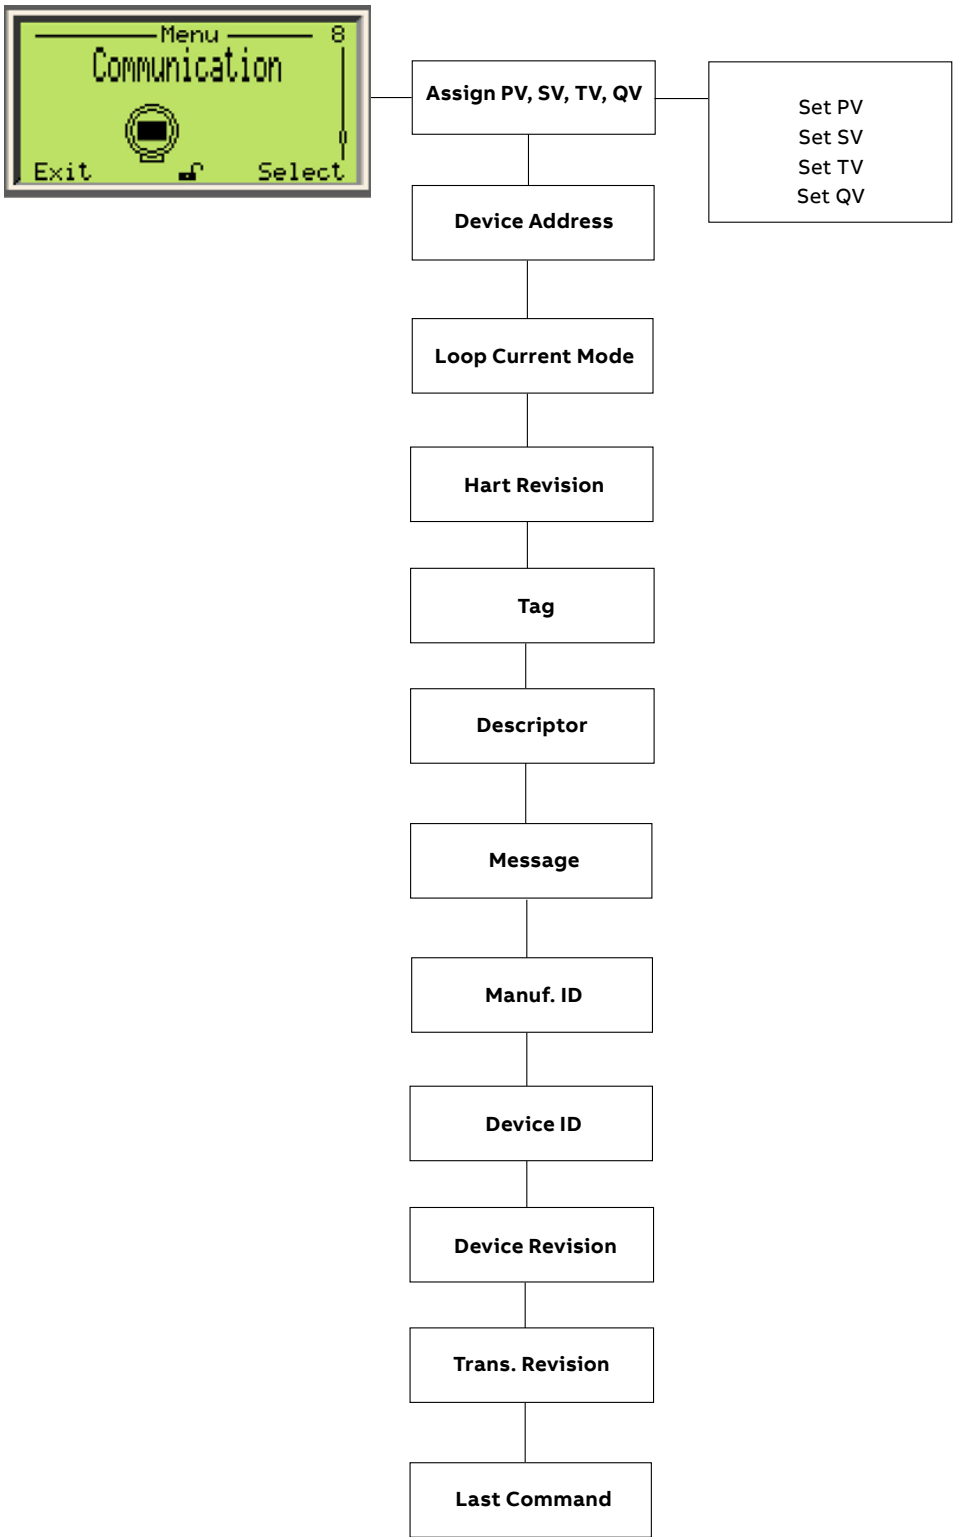 Menu 8
Communication
Exit Select
Assign PV, SV, TV, QV
Set PV
Set SV
Set TV
Set QV
Device Address
Loop Current Mode
Hart Revision
Tag
Descriptor
Message
Manuf. ID
Device ID
Device Revision
Trans. Revision
Last Command